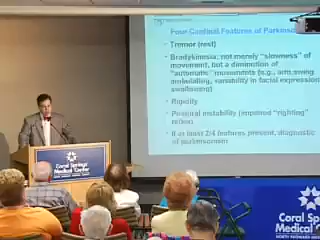 Four Cardinal Features of Parkinson
• Tremor (rest)
• Bradykinesia, not merely "slowness" of
movement, but a diminution of
"automatic" movements (e.g., arm swing
ambulating, variability in facial expression
swallowing)
• Rigidity
• Postural instability (impaired "righting"
reflex)
• If at least 2/4 features present, diagnostic
of parkinsonism
Coral Springs
Medical Center
Coral Springs
Medical
NORTH BROWARD